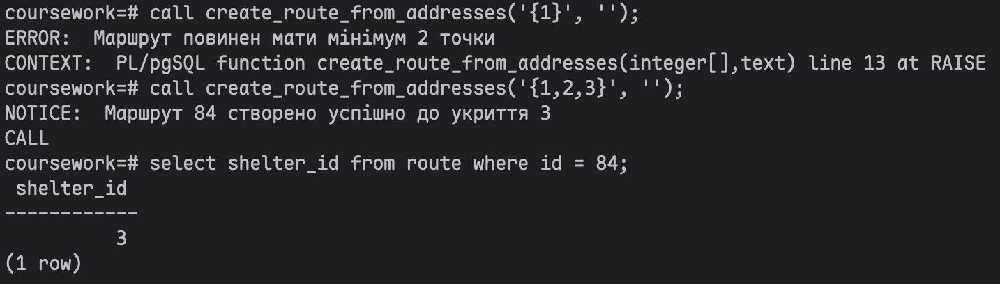 coursework=# call create_route_from_addresses('{1}', '');
ERROR:  Маршрут повинен мати мінімум 2 точки
CONTEXT:  PL/pgSQL function create_route_from_addresses(integer[],text) line 13 at RAISE
coursework=# call create_route_from_addresses('{1,2,3}', '');
NOTICE:  Маршрут 84 створено успішно до укриття 3
CALL
coursework=# select shelter_id from route where id = 84;
 shelter_id
------------
          3
(1 row)